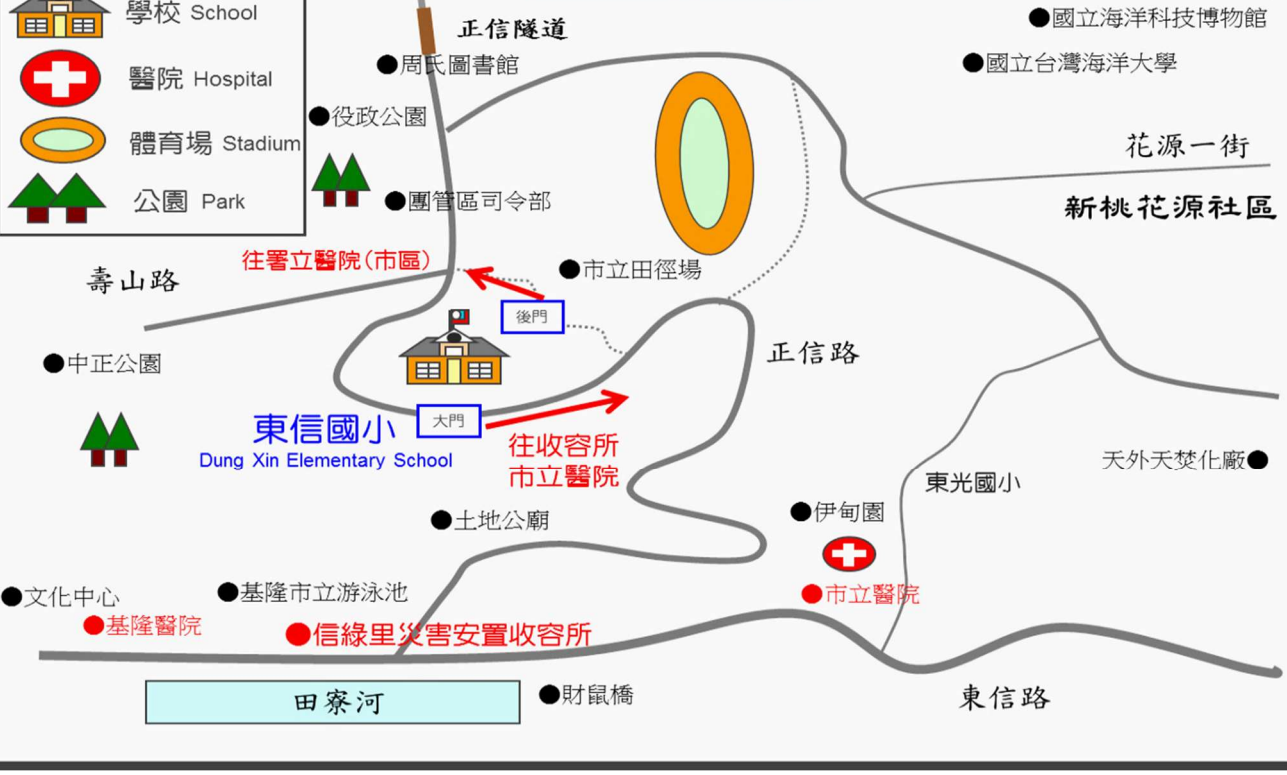 學校 School
醫院 Hospital
體育場 Stadium
公園 Park
正信隧道
周氏圖書館
役政公園
團管區司令部
國立海洋科技博物館
國立台灣海洋大學
花源一街
新桃花源社區
往署立醫院(市區)
壽山路
市立田徑場
後門
中正公園
正信路
大門
東信國小
Dung Xin Elementary School
往收容所
市立醫院
天外天焚化廠
東光國小
土地公廟
伊甸園
市立醫院
文化中心
基隆市立游泳池
基隆醫院
信綠里災害安置收容所
田寮河
財鼠橋
東信路